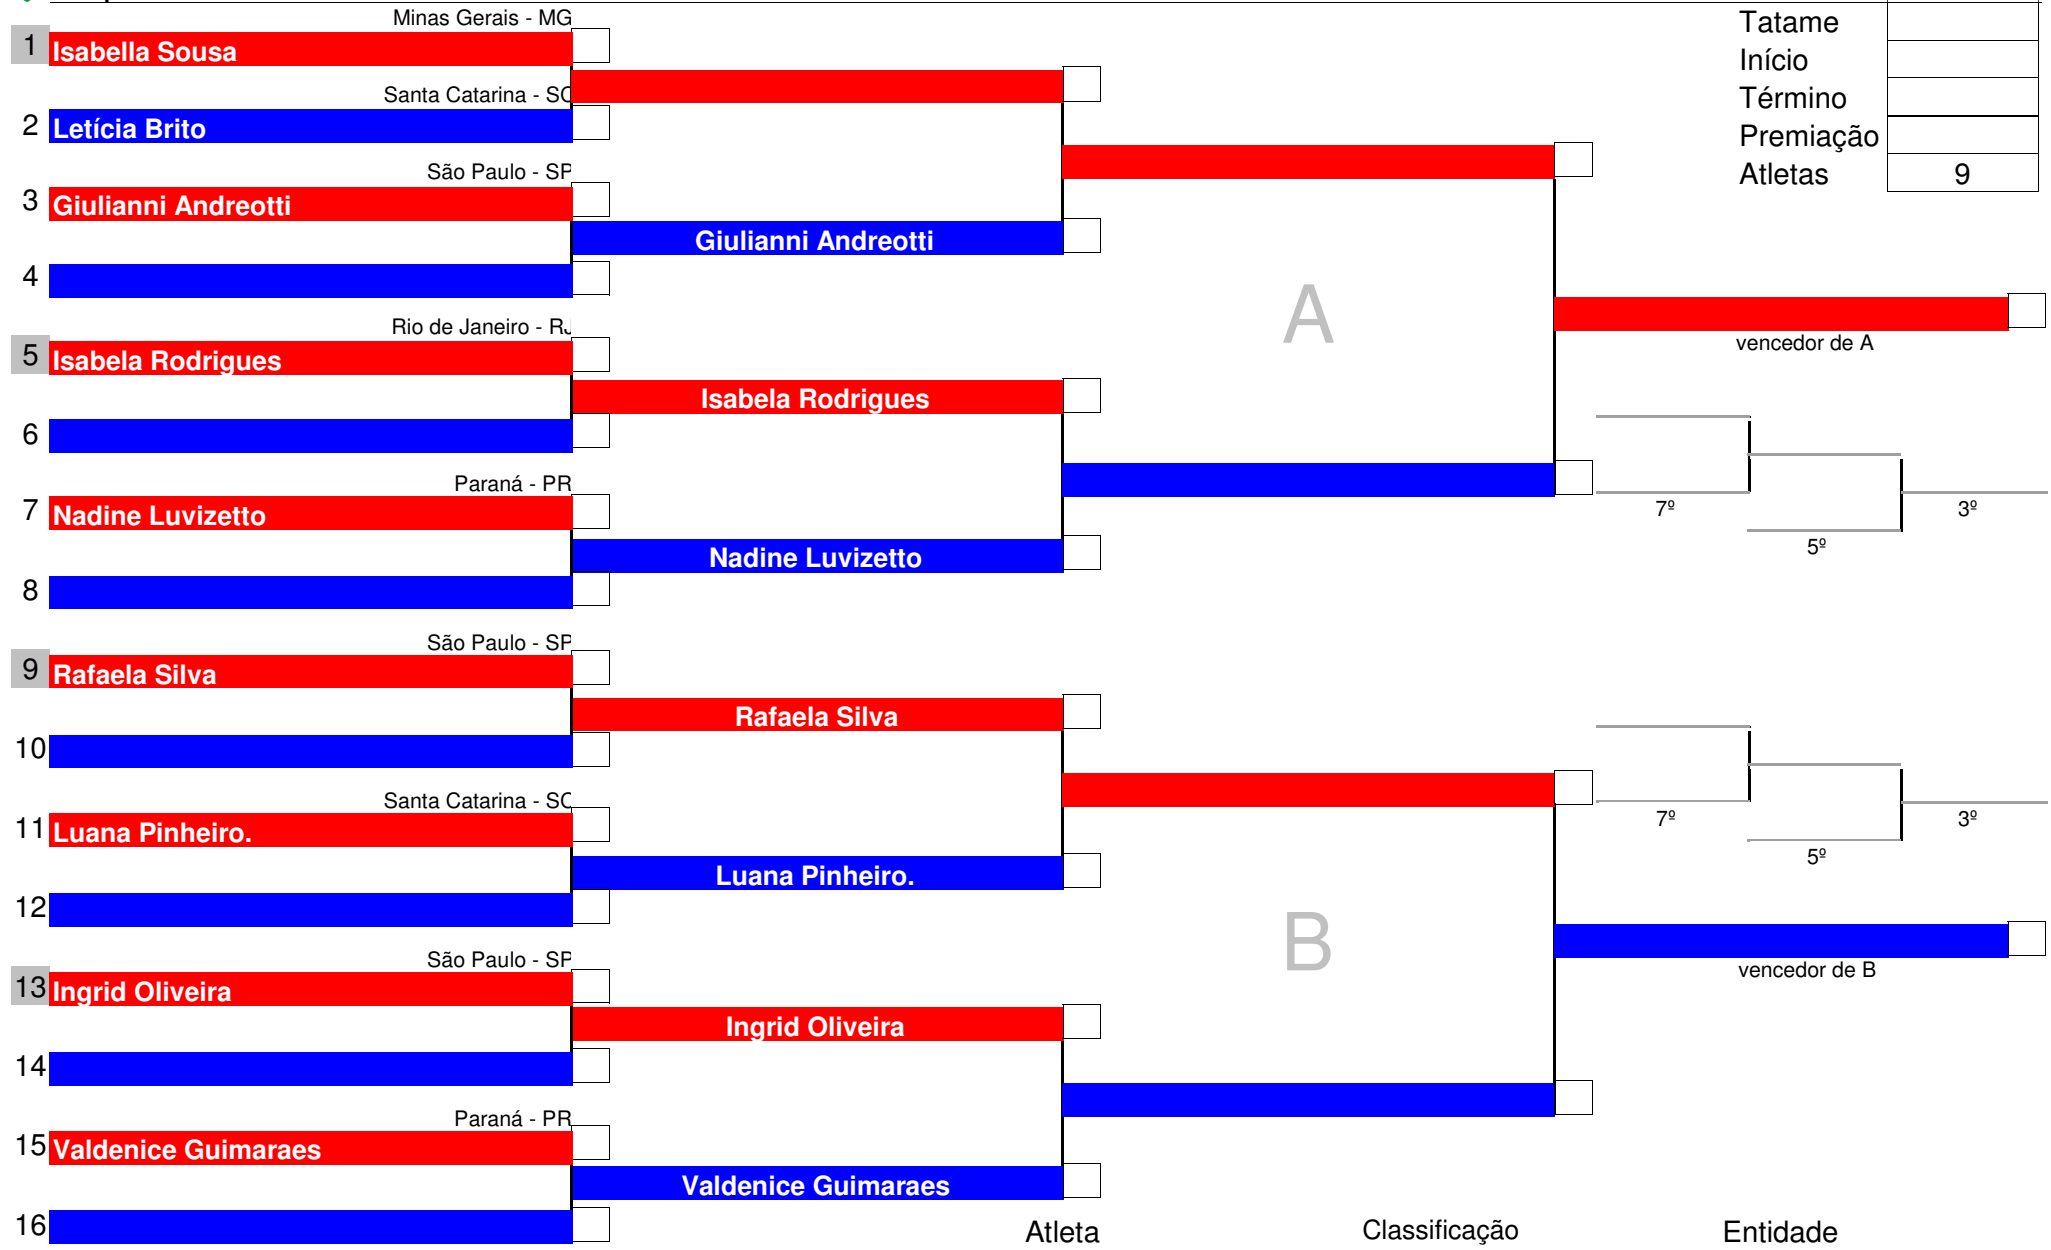 Minas Gerais - MG
Tatame
1 Isabella Sousa
Início
Santa Catarina - SC
Término
2 Letícia Brito
Premiação
São Paulo - SP
Atletas 9
3 Giulianni Andreotti
Giulianni Andreotti
4
A
Rio de Janeiro - RJ
vencedor de A
5 Isabela Rodrigues
Isabela Rodrigues
6
Paraná - PR
7 Nadine Luvizetto
7º 3º
5º
Nadine Luvizetto
8
São Paulo - SP
9 Rafaela Silva
Rafaela Silva
10
Santa Catarina - SC
7º 3º
11 Luana Pinheiro.
5º
Luana Pinheiro.
12
B
São Paulo - SP
vencedor de B
13 Ingrid Oliveira
Ingrid Oliveira
14
Paraná - PR
15 Valdenice Guimaraes
Valdenice Guimaraes
16
Atleta Classificação Entidade